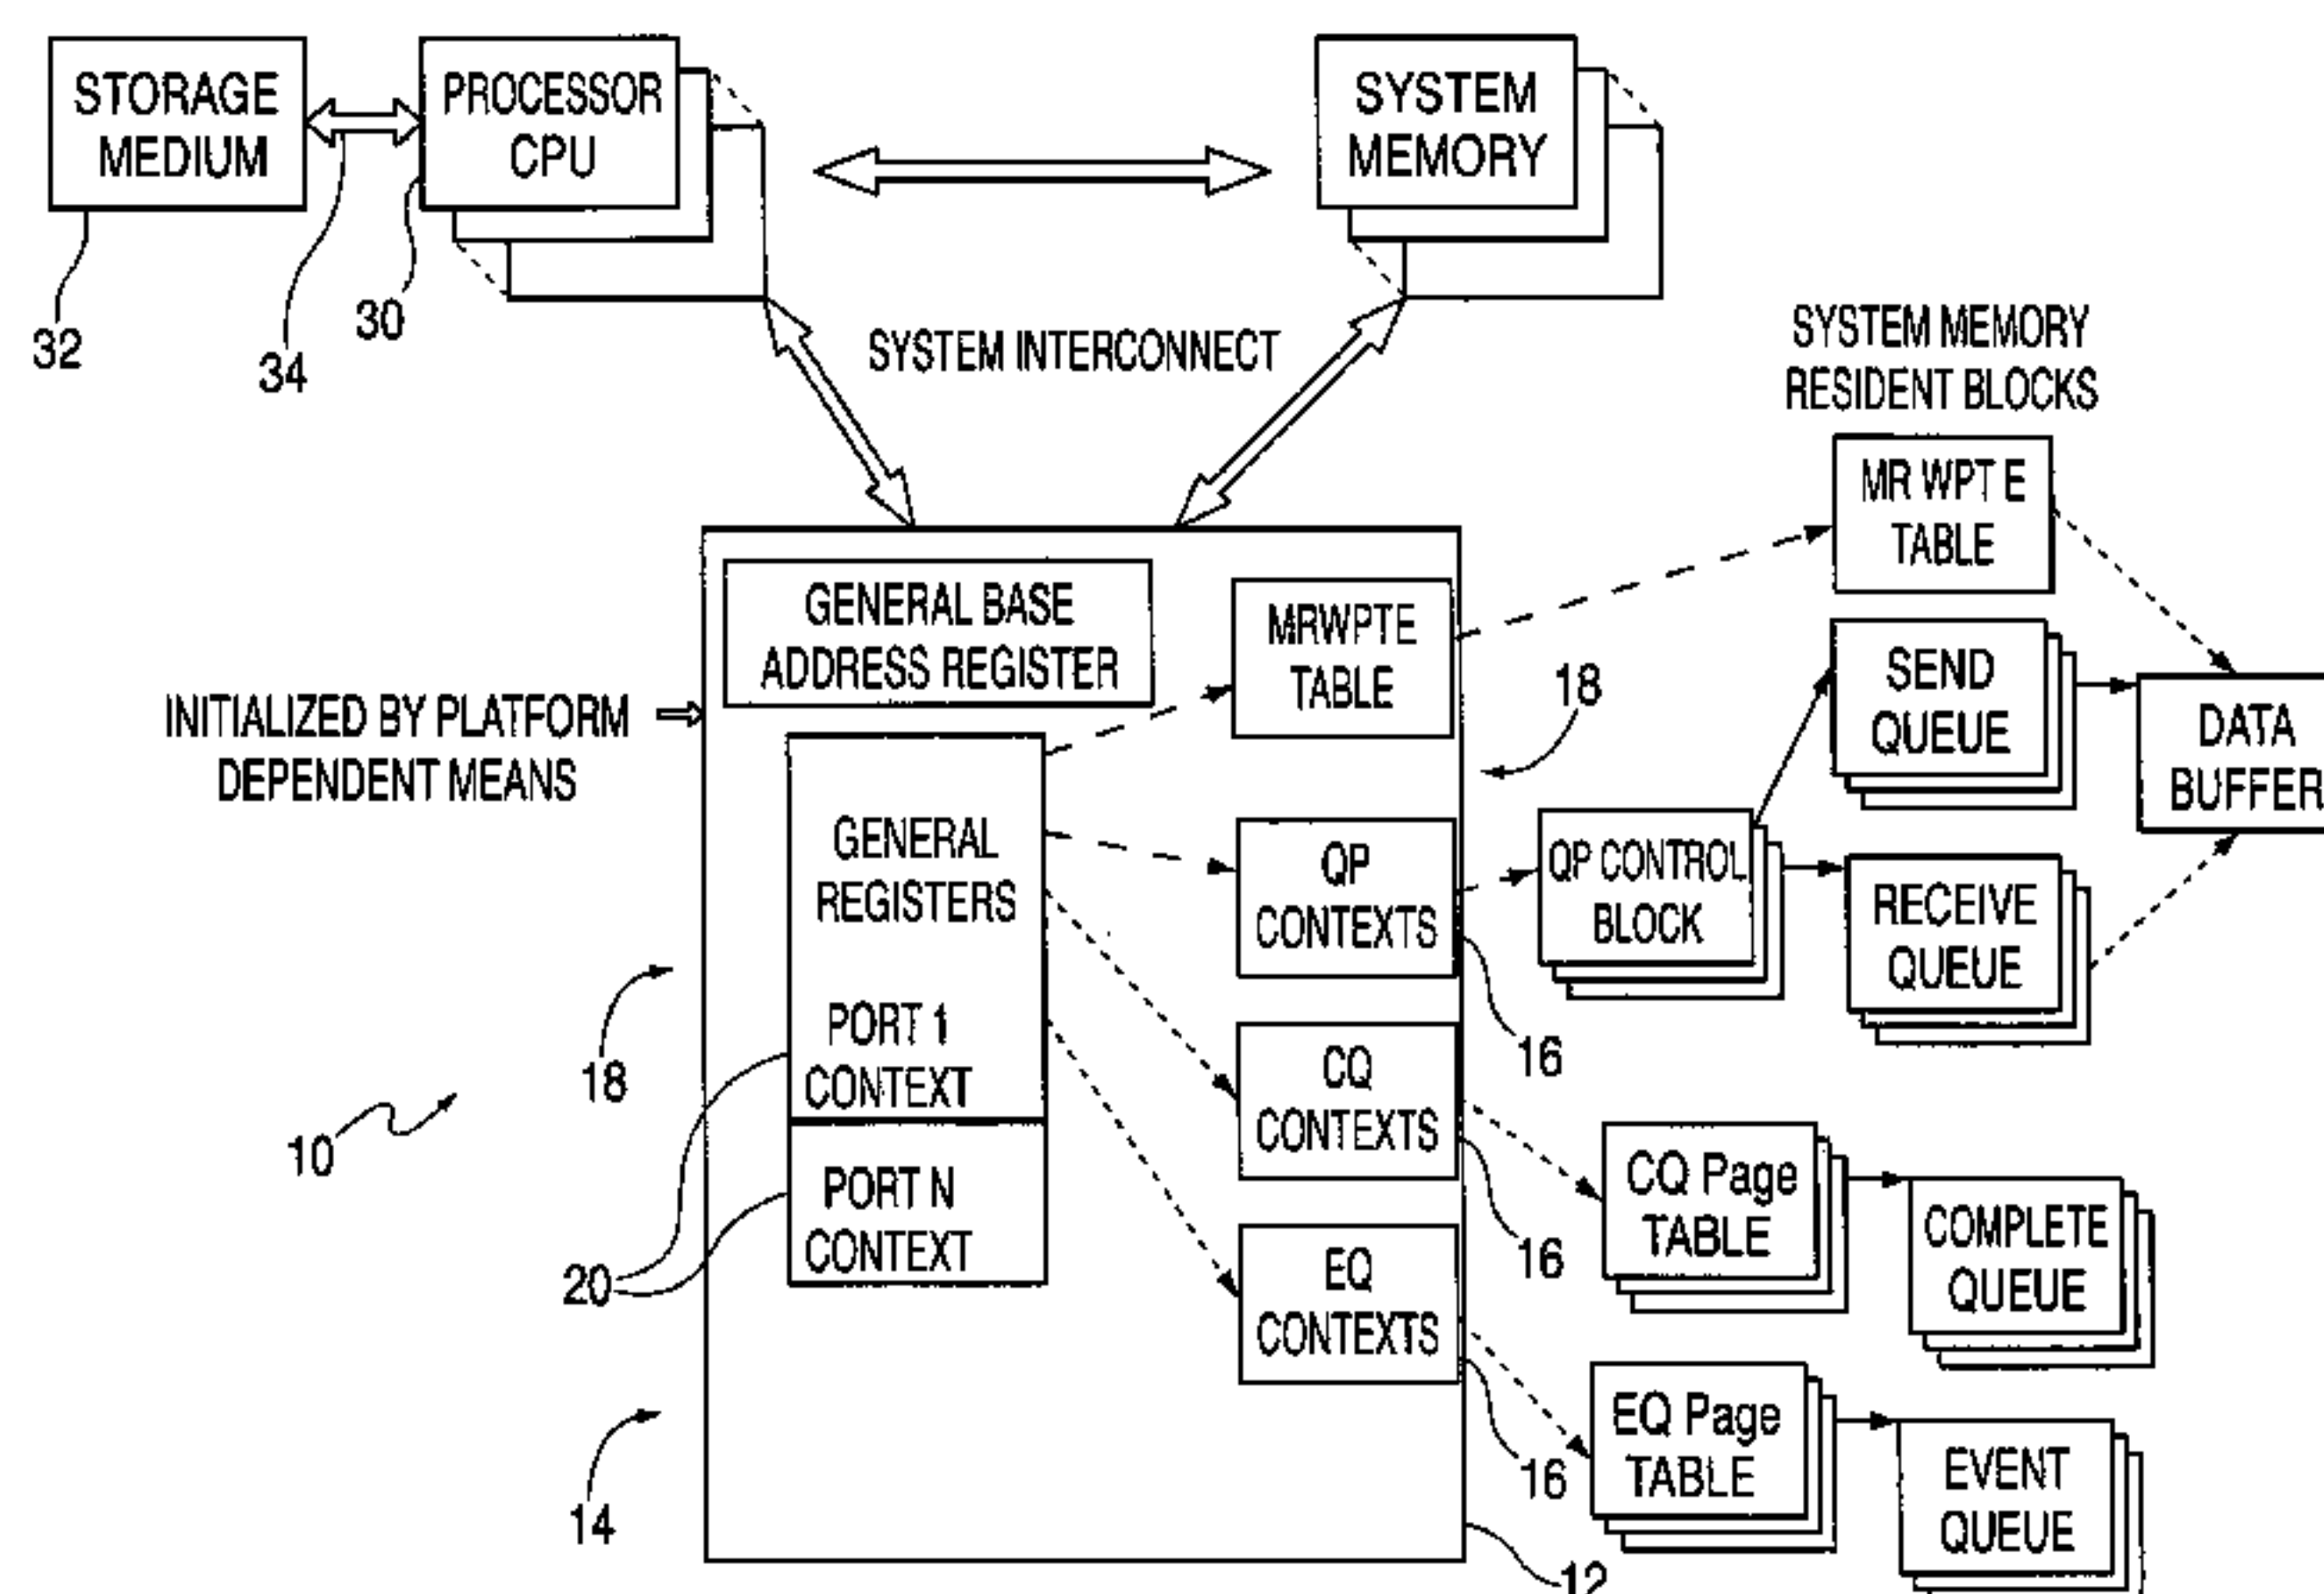 STORAGE
MEDIUM
PROCESSOR
CPU
SYSTEM
MEMORY
32
34
30
SYSTEM INTERCONNECT
SYSTEM MEMORY
RESIDENT BLOCKS
MR WPT E
TABLE
GENERAL BASE
ADDRESS REGISTER
MRWPTE
TABLE
18
SEND
QUEUE
DATA
BUFFER
INITIALIZED BY PLATFORM
DEPENDENT MEANS
GENERAL
REGISTERS
QP
CONTEXTS
QP CONTROL
BLOCK
RECEIVE
QUEUE
18
PORT 1
CONTEXT
CQ
CONTEXTS
16
10
PORT N
CONTEXT
20
16
CQ Page
TABLE
COMPLETE
QUEUE
EQ
CONTEXTS
16
EQ Page
TABLE
EVENT
QUEUE
14
12